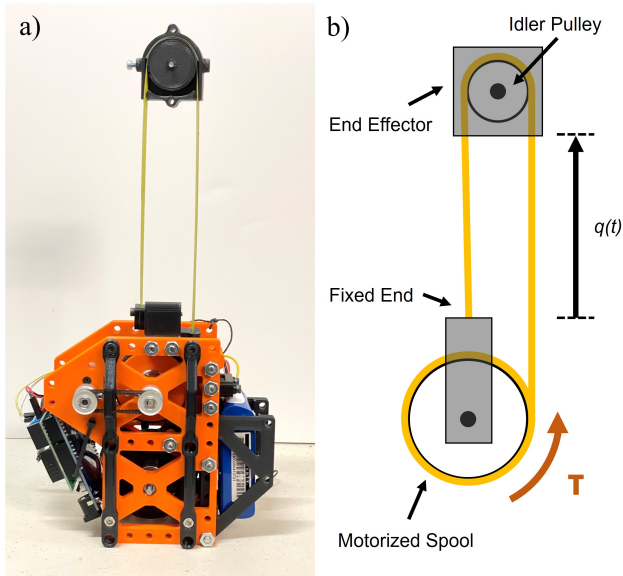 a)
b)
Idler Pulley
End Effector
q(t)
Fixed End
T
Motorized Spool